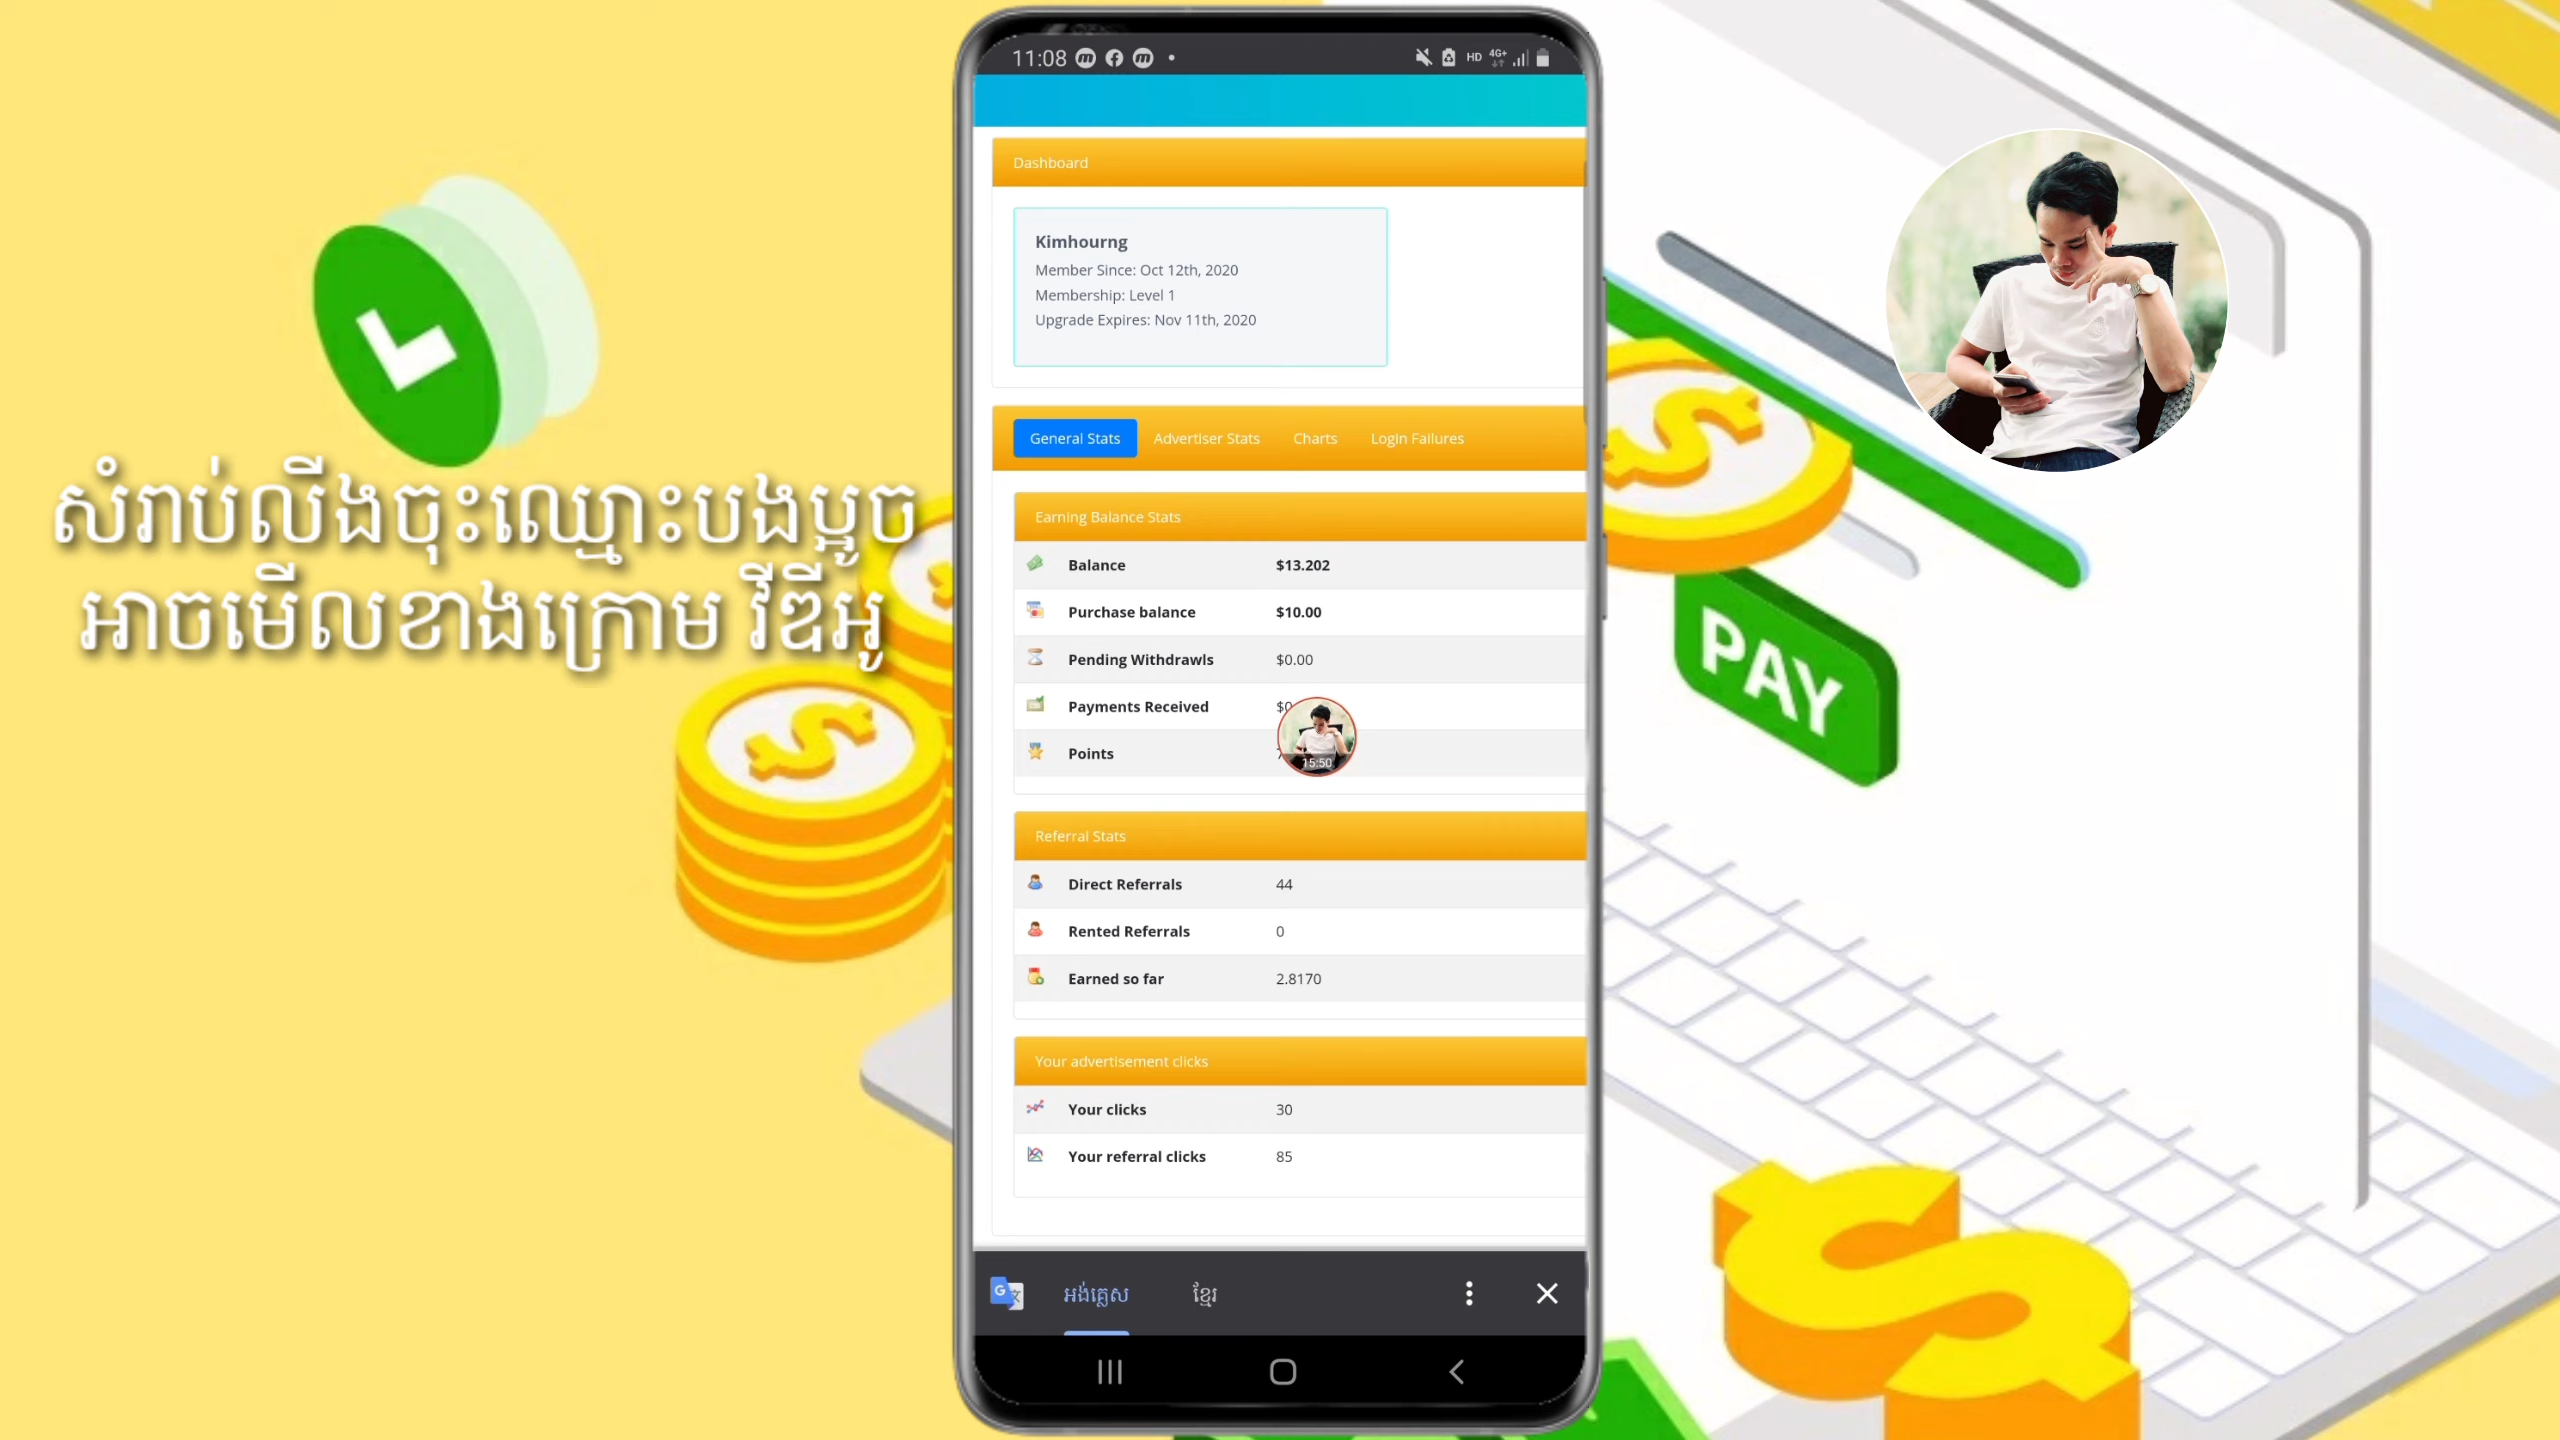 សំរាប់លីងចុះឈ្មោះបងប្អូច
អាចមើលខាងក្រោម វីឌីអូ
11:08
HD 4G+
Dashboard
Kimhourng
Member Since: Oct 12th, 2020
Membership: Level 1
Upgrade Expires: Nov 11th, 2020
General Stats Advertiser Stats Charts Login Failures
Earning Balance Stats
Balance $13.202
Purchase balance $10.00
Pending Withdrawls $0.00
Payments Received
Points
15:50
Referral Stats
Direct Referrals 44
Rented Referrals 0
Earned so far 2.8170
Your advertisement clicks
Your clicks 30
Your referral clicks 85
អង់គ្លេស ខ្មែរ
PAY